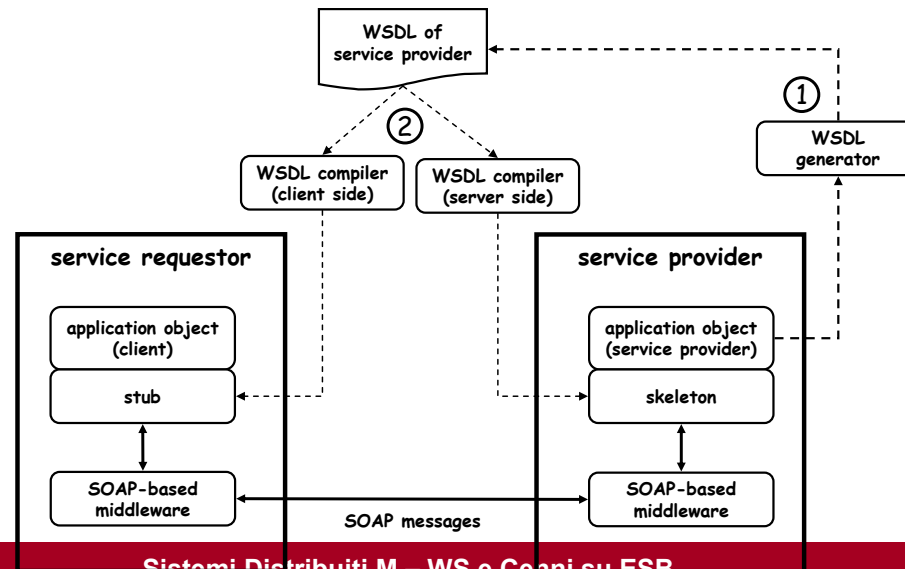 WSDL of
service provider
1
2
WSDL
generator
WSDL compiler
(client side)
WSDL compiler
(server side)
service requestor
service provider
application object
(client)
application object
(service provider)
stub
skeleton
SOAP-based
middleware
SOAP-based
middleware
SOAP messages
Sistemi Distribuiti M – WS e Cenni su ESB